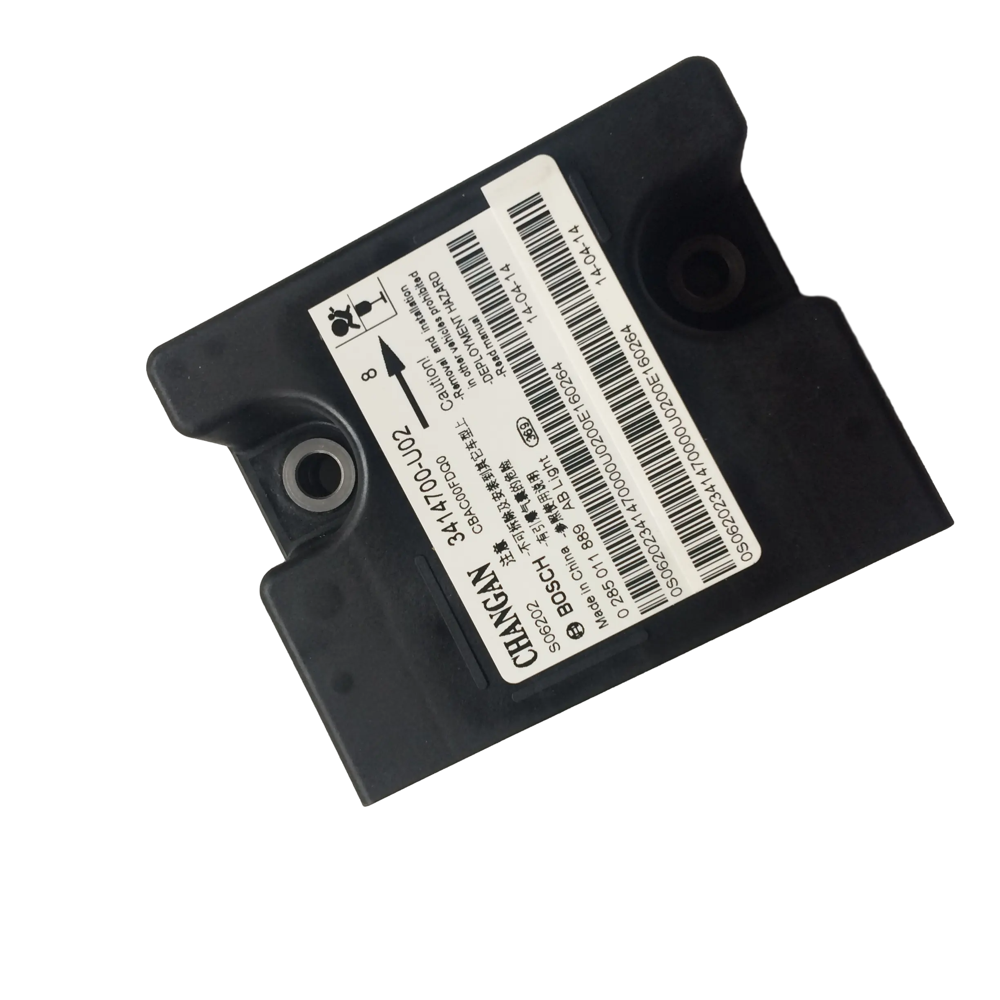 CHANGAN 3414700-U02 8
S06202 CBAC00FDQ0
注意 Caution!
-不可拆除及安装到其它车型上 -Removal and installation
in other vehicles prohibited
-有引爆气囊的危险 -DEPLOYMENT HAZARD
-参照使用说明 -Read manual
BOSCH
Made in China AB Light 369
0 285 011 889
0S062023414700000U0200E160264 14-04-14
0S062023414700000U0200E160264 14-04-14